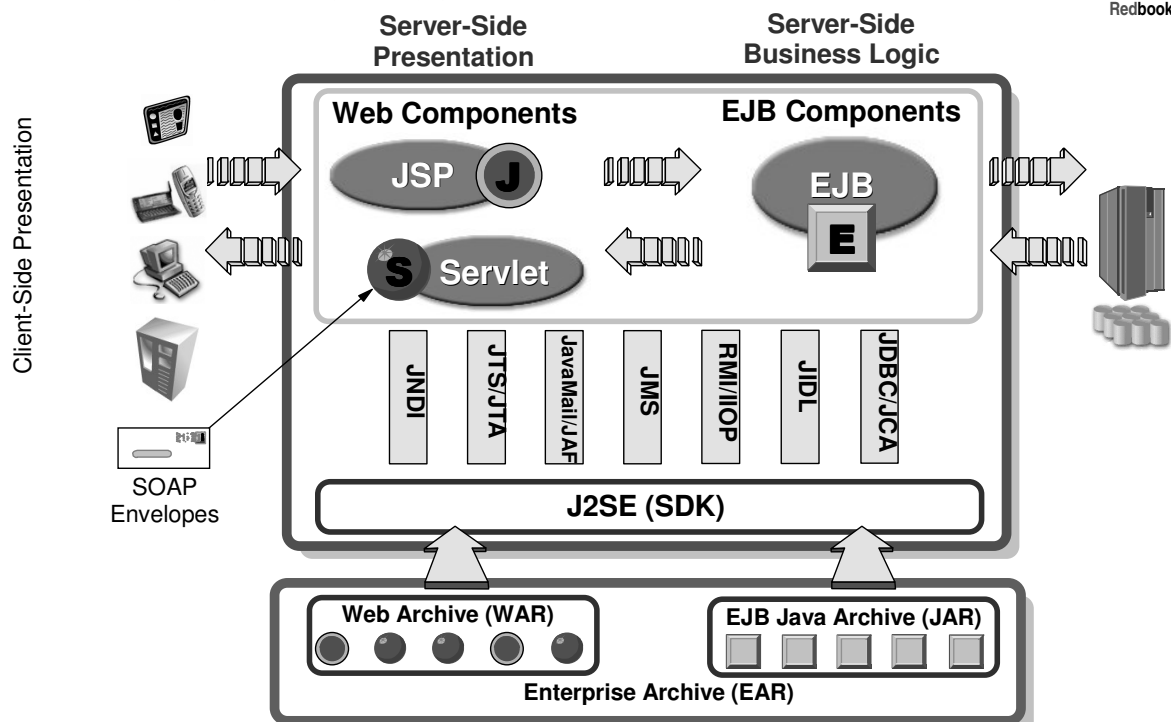 Redbook
Server-Side
Presentation
Server-Side
Business Logic
Client-Side Presentation
Web Components
EJB Components
JSP
J
EJB
E
S
Servlet
JNDI
JTS/JTA
JavaMail/JAF
JMS
RMI/IIOP
JIDL
JDBC/JCA
SOAP
Envelopes
J2SE (SDK)
Web Archive (WAR)
EJB Java Archive (JAR)
Enterprise Archive (EAR)